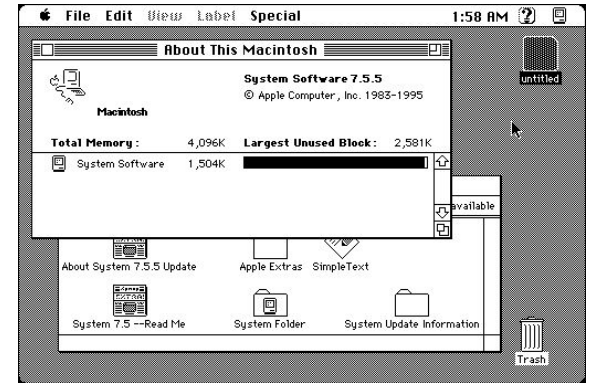 File Edit View Label Special 1:58 AM
About This Macintosh
untitled
System Software 7.5.5
© Apple Computer, Inc. 1983-1995
Macintosh
Total Memory : 4,096K Largest Unused Block : 2,581K
System Software 1,504K
available
About System 7.5.5 Update Apple Extras SimpleText
System 7.5 --Read Me System Folder System Update Information
Trash